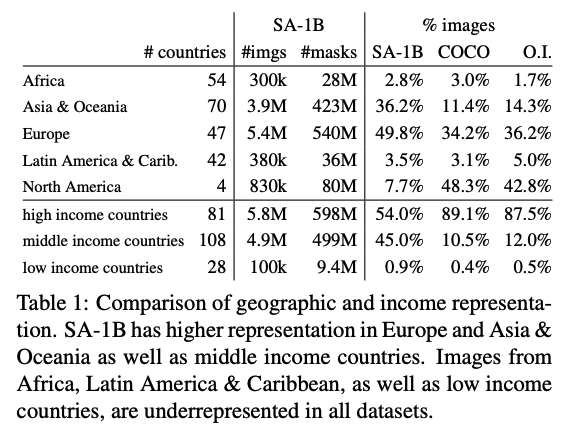 SA-1B % images
# countries #imgs #masks SA-1B COCO O.I.
Africa 54 300k 28M 2.8% 3.0% 1.7%
Asia & Oceania 70 3.9M 423M 36.2% 11.4% 14.3%
Europe 47 5.4M 540M 49.8% 34.2% 36.2%
Latin America & Carib. 42 380k 36M 3.5% 3.1% 5.0%
North America 4 830k 80M 7.7% 48.3% 42.8%
high income countries 81 5.8M 598M 54.0% 89.1% 87.5%
middle income countries 108 4.9M 499M 45.0% 10.5% 12.0%
low income countries 28 100k 9.4M 0.9% 0.4% 0.5%
Table 1: Comparison of geographic and income representa-
tion. SA-1B has higher representation in Europe and Asia &
Oceania as well as middle income countries. Images from
Africa, Latin America & Caribbean, as well as low income
countries, are underrepresented in all datasets.